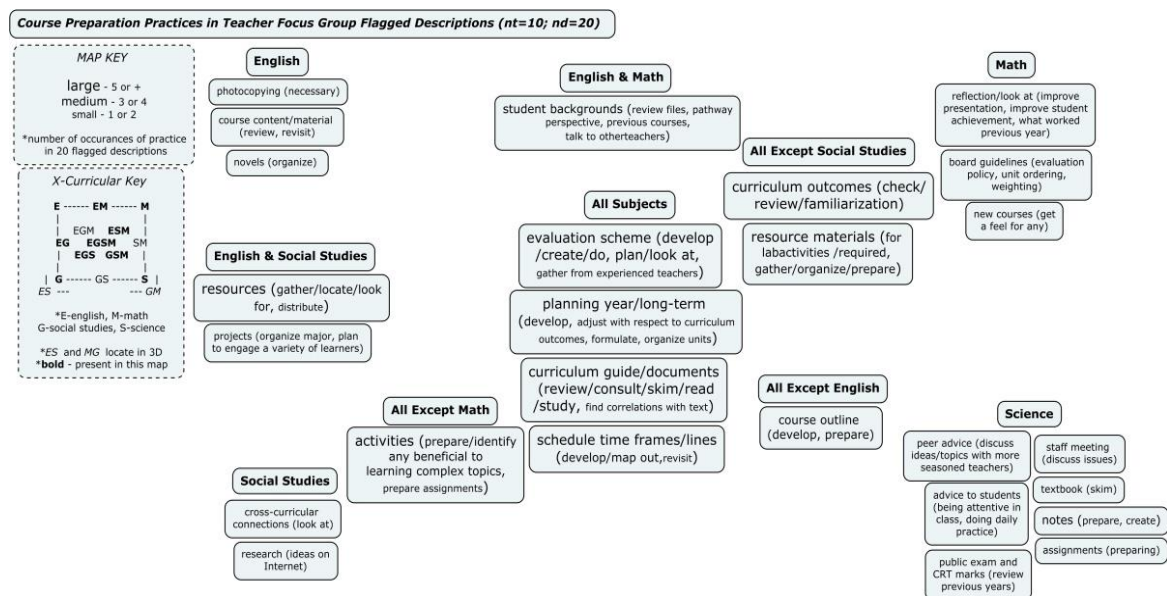 Course Preparation Practices in Teacher Focus Group Flagged Descriptions (nt=10; nd=20)
MAP KEY
large - 5 or +
medium - 3 or 4
small - 1 or 2
*number of occurances of practice
in 20 flagged descriptions
X-Curricular Key
E ------ EM --- M
| EGM ESM |
EG EGSM SM
| EGS GSM |
G ------ GS ------ S |
ES --- --- GM
*E-english, M-math
G-social studies, S-science
*ES and MG locate in 3D
*bold - present in this map
English
photocopying (necessary)
course content/material
(review, revisit)
novels (organize)
English & Social Studies
resources (gather/locate/look
for, distribute)
projects (organize major, plan
to engage a variety of learners)
Social Studies
cross-curricular
connections (look at)
research (ideas on
Internet)
All Except Math
activities (prepare/identify
any beneficial to
learning complex topics,
prepare assignments)
English & Math
student backgrounds (review files, pathway
perspective, previous courses,
talk to otherteachers)
All Subjects
evaluation scheme (develop
/create/do, plan/look at,
gather from experienced teachers)
planning year/long-term
(develop, adjust with respect to curriculum
outcomes, formulate, organize units)
curriculum guide/documents
(review/consult/skim/read
/study, find correlations with text)
schedule time frames/lines
(develop/map out,revisit)
All Except Social Studies
curriculum outcomes (check/
review/familiarization)
resource materials (for
labactivities /required,
gather/organize/prepare)
All Except English
course outline
(develop, prepare)
Math
reflection/look at (improve
presentation, improve student
achievement, what worked
previous year)
board guidelines (evaluation
policy, unit ordering,
weighting)
new courses (get
a feel for any)
Science
peer advice (discuss
ideas/topics with more
seasoned teachers)
advice to students
(being attentive in
class, doing daily
practice)
public exam and
CRT marks (review
previous years)
staff meeting
(discuss issues)
textbook (skim)
notes (prepare, create)
assignments (preparing)